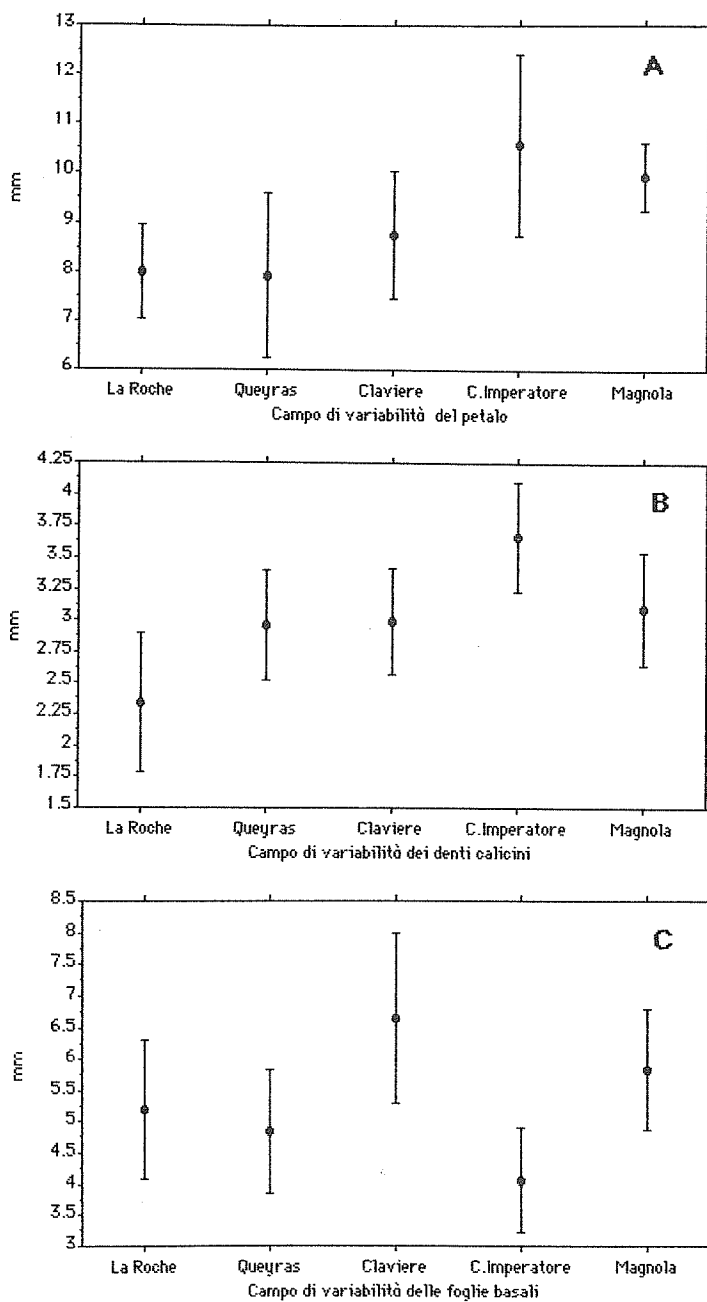 13
A
12
11
10
mm
9
8
7
6
La Roche Queyras Claviere C.Imperatore Magnola
Campo di variabilità del petalo
4.25
4
B
3.75
3.5
3.25
mm
3
2.75
2.5
2.25
2
1.75
1.5
La Roche Queyras Claviere C.Imperatore Magnola
Campo di variabilità dei denti calicini
8.5
C
8
7.5
7
6.5
mm
6
5.5
5
4.5
4
3.5
3
La Roche Queyras Claviere C.Imperatore Magnola
Campo di variabilità delle foglie basali